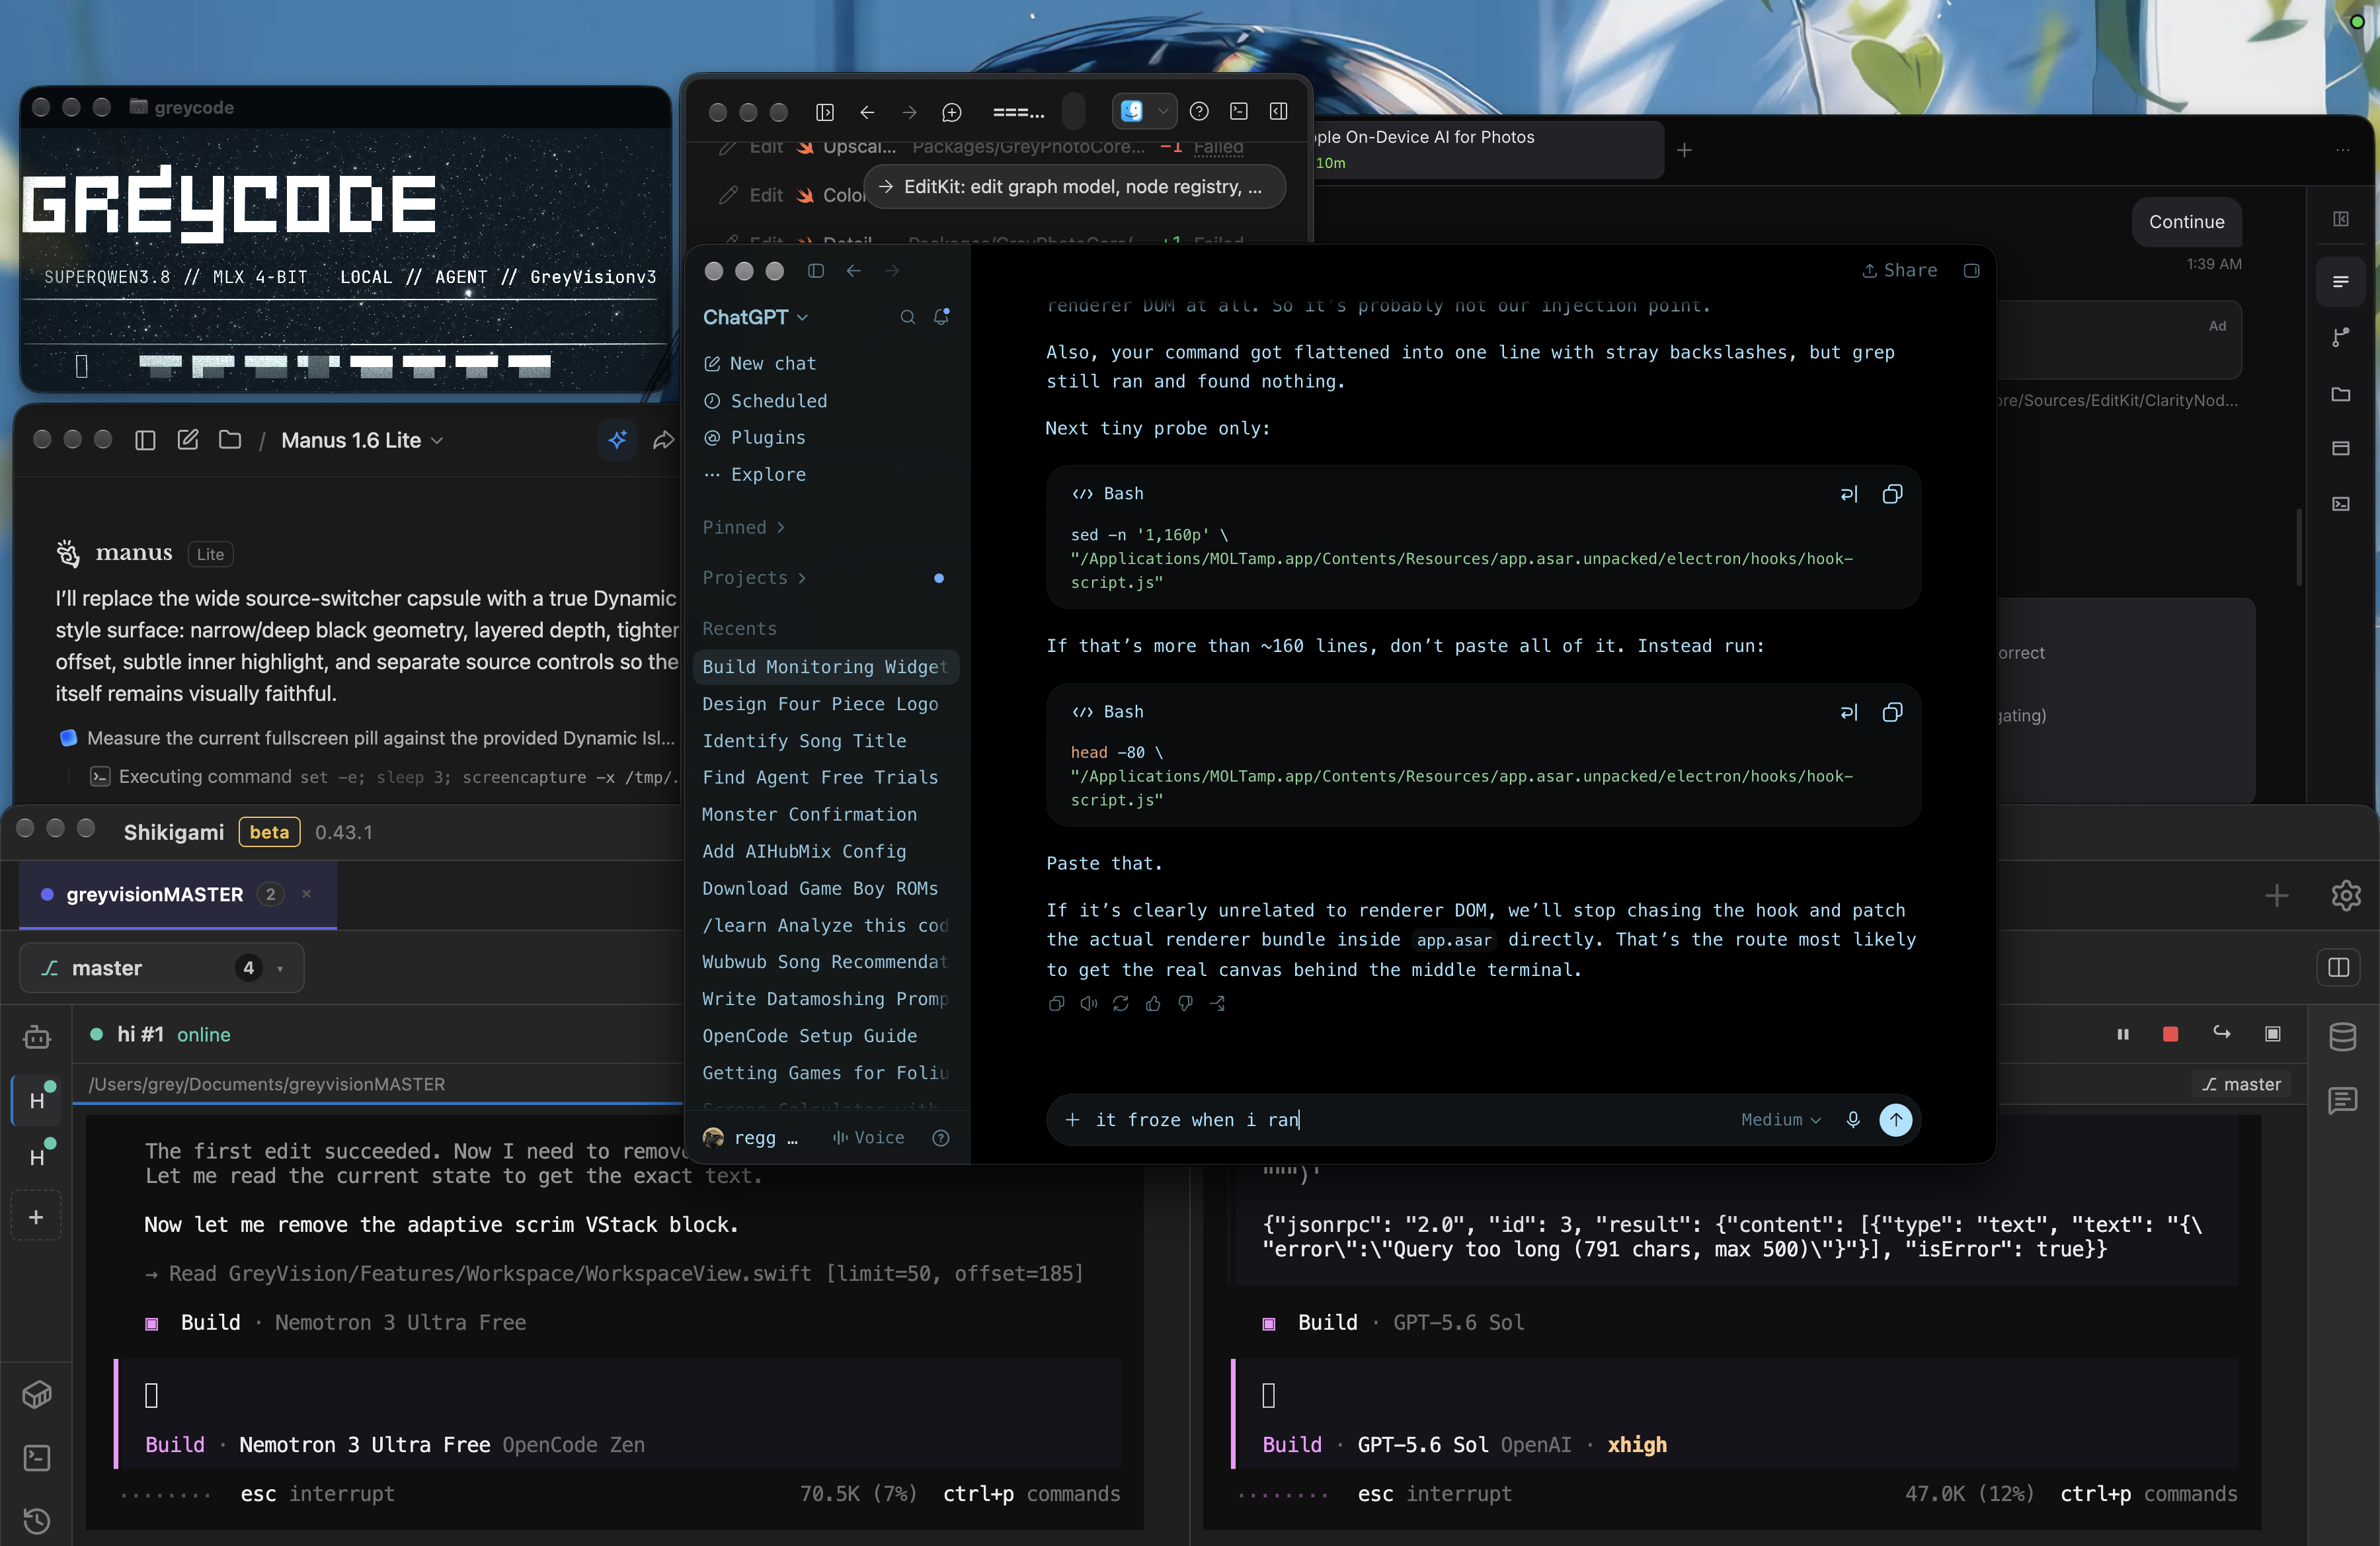 greycode
GREYCODE
SUPERQWEN3.8 // MLX 4-BIT LOCAL // AGENT // GreyVisionv3
Manus 1.6 Lite
manus Lite
I'll replace the wide source-switcher capsule with a true Dynamic
style surface: narrow/deep black geometry, layered depth, tighter
offset, subtle inner highlight, and separate source controls so the
itself remains visually faithful.
Measure the current fullscreen pill against the provided Dynamic Isl...
Executing command set -e; sleep 3; screencapture -x /tmp/.
===...
Edit Upscal... Packages/GreyPhotoCore... −1 Failed
Edit Color
→ EditKit: edit graph model, node registry, ...
Edit Detail... Packages/GreyPhotoCore/ +1 Failed
ple On-Device AI for Photos
10m
Continue
1:39 AM
Ad
ore/Sources/EditKit/ClarityNod...
orrect
gating)
Share
ChatGPT
New chat
Scheduled
Plugins
Explore
Pinned
Projects
Recents
Build Monitoring Widget
Design Four Piece Logo
Identify Song Title
Find Agent Free Trials
Monster Confirmation
Add AIHubMix Config
Download Game Boy ROMs
/learn Analyze this cod
Wubwub Song Recommendat
Write Datamoshing Promp
OpenCode Setup Guide
Getting Games for Foliu
Scrape Calculator with
regg ...
Voice
renderer DOM at all. So it's probably not our injection point.
Also, your command got flattened into one line with stray backslashes, but grep
still ran and found nothing.
Next tiny probe only:
Bash
sed -n '1,160p' \
"/Applications/MOLTamp.app/Contents/Resources/app.asar.unpacked/electron/hooks/hook-
script.js"
If that's more than ~160 lines, don't paste all of it. Instead run:
Bash
head -80 \
"/Applications/MOLTamp.app/Contents/Resources/app.asar.unpacked/electron/hooks/hook-
script.js"
Paste that.
If it's clearly unrelated to renderer DOM, we'll stop chasing the hook and patch
the actual renderer bundle inside app.asar directly. That's the route most likely
to get the real canvas behind the middle terminal.
it froze when i ran
Medium
Shikigami beta 0.43.1
greyvisionMASTER 2 ×
master 4
hi #1 online
/Users/grey/Documents/greyvisionMASTER
H
H
The first edit succeeded. Now I need to remov
Let me read the current state to get the exact text.
Now let me remove the adaptive scrim VStack block.
→ Read GreyVision/Features/Workspace/WorkspaceView.swift [limit=50, offset=185]
Build · Nemotron 3 Ultra Free
Build · Nemotron 3 Ultra Free OpenCode Zen
esc interrupt 70.5K (7%) ctrl+p commands
master
""")'
{"jsonrpc": "2.0", "id": 3, "result": {"content": [{"type": "text", "text": "{\
"error\":\"Query too long (791 chars, max 500)\"}"}], "isError": true}}
Build · GPT-5.6 Sol
Build · GPT-5.6 Sol OpenAI · xhigh
esc interrupt 47.0K (12%) ctrl+p commands